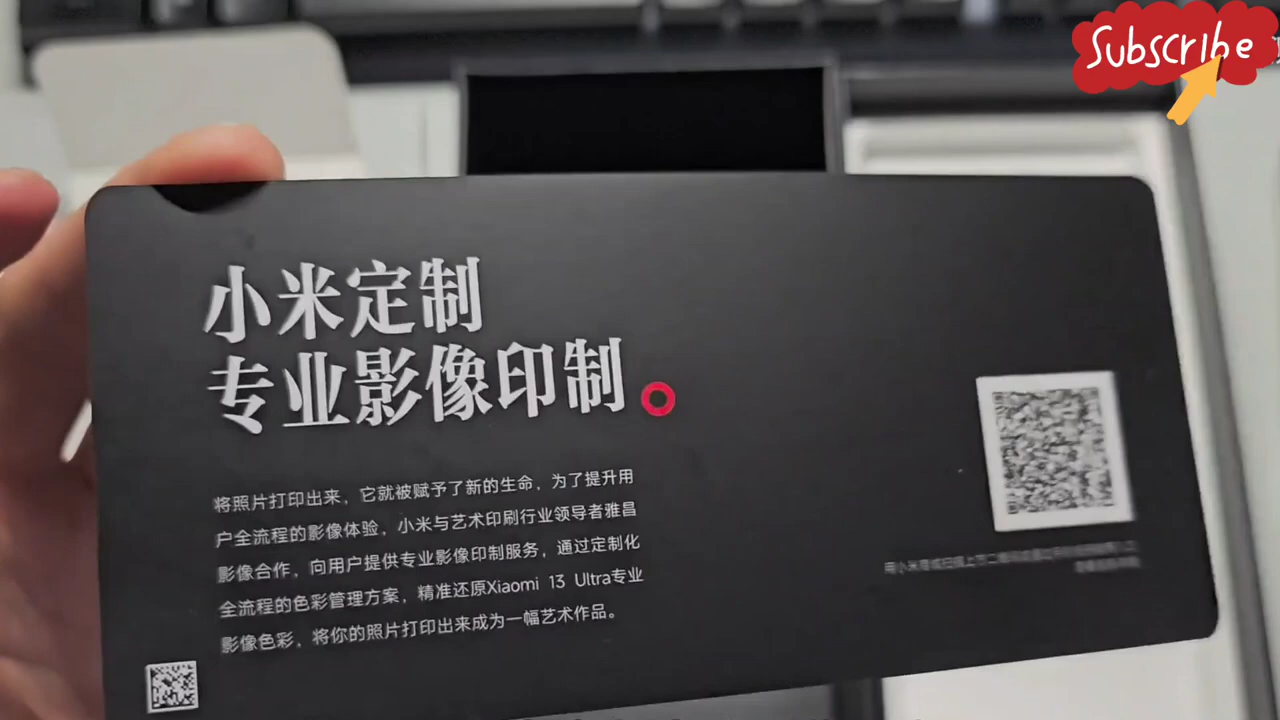 Subscribe
小米定制
专业影像印制
将照片打印出来，它就被赋予了新的生命，为了提升用
户全流程的影像体验，小米与艺术印刷行业领导者雅昌
影像合作，向用户提供专业影像印制服务，通过定制化
全流程的色彩管理方案，精准还原Xiaomi 13 Ultra专业
影像色彩，将你的照片打印出来成为一幅艺术作品。